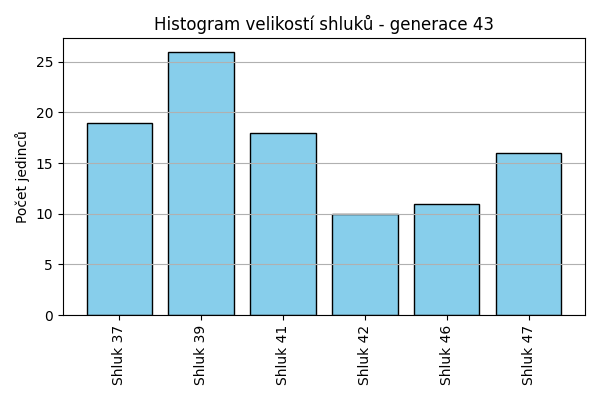 Histogram velikostí shluků - generace 43
Počet jedinců
25
20
15
10
5
0
Shluk 37
Shluk 39
Shluk 41
Shluk 42
Shluk 46
Shluk 47